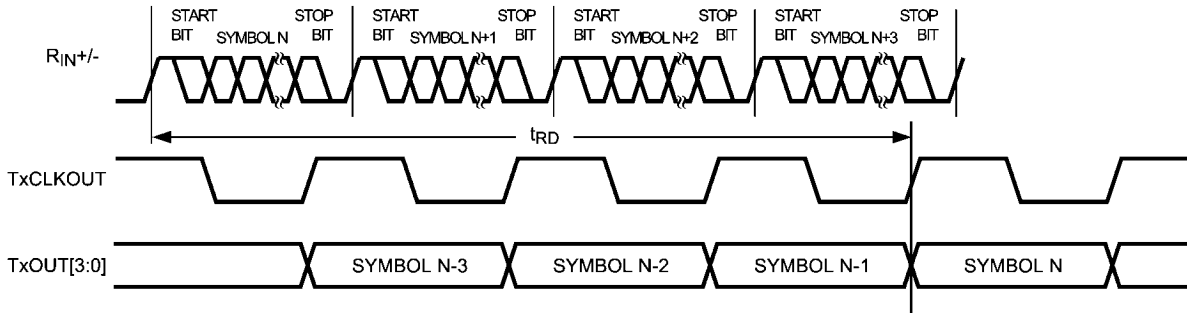 START STOP START STOP START STOP START STOP
BIT SYMBOL N BIT BIT SYMBOL N+1 BIT BIT SYMBOL N+2 BIT BIT SYMBOL N+3 BIT
RIN+/-
tRD
TxCLKOUT
TxOUT[3:0] SYMBOL N-3 SYMBOL N-2 SYMBOL N-1 SYMBOL N